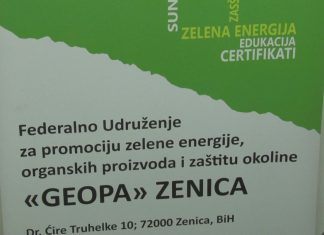 SUN
ZAŠ
ZELENA ENERGIJA
EDUKACIJA
CERTIFIKATI
Federalno Udruženje
za promociju zelene energije,
organskih proizvoda i zaštitu okoline
«GEOPA» ZENICA
Dr. Ćire Truhelke 10; 72000 Zenica, BiH